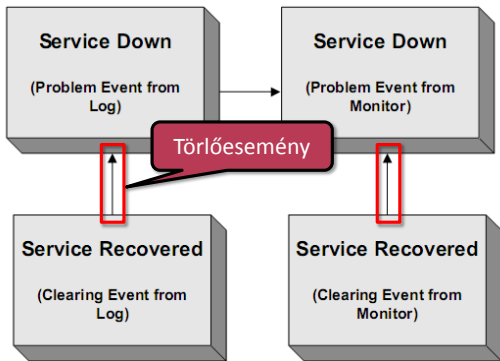 Service Down
(Problem Event from
Log)
Service Down
(Problem Event from
Monitor)
Törlőesemény
Service Recovered
(Clearing Event from
Log)
Service Recovered
(Clearing Event from
Monitor)